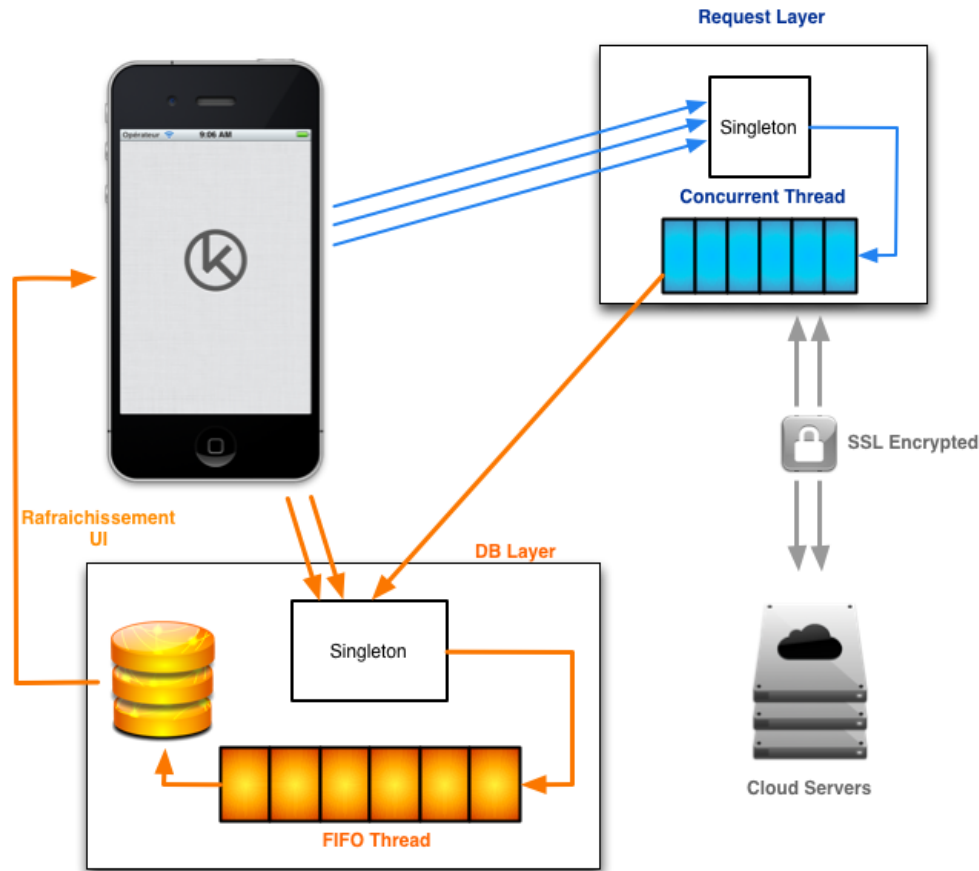 Request Layer
Opérateur
9:06 AM
Singleton
Concurrent Thread
SSL Encrypted
Rafraichissement
UI
DB Layer
Singleton
FIFO Thread
Cloud Servers